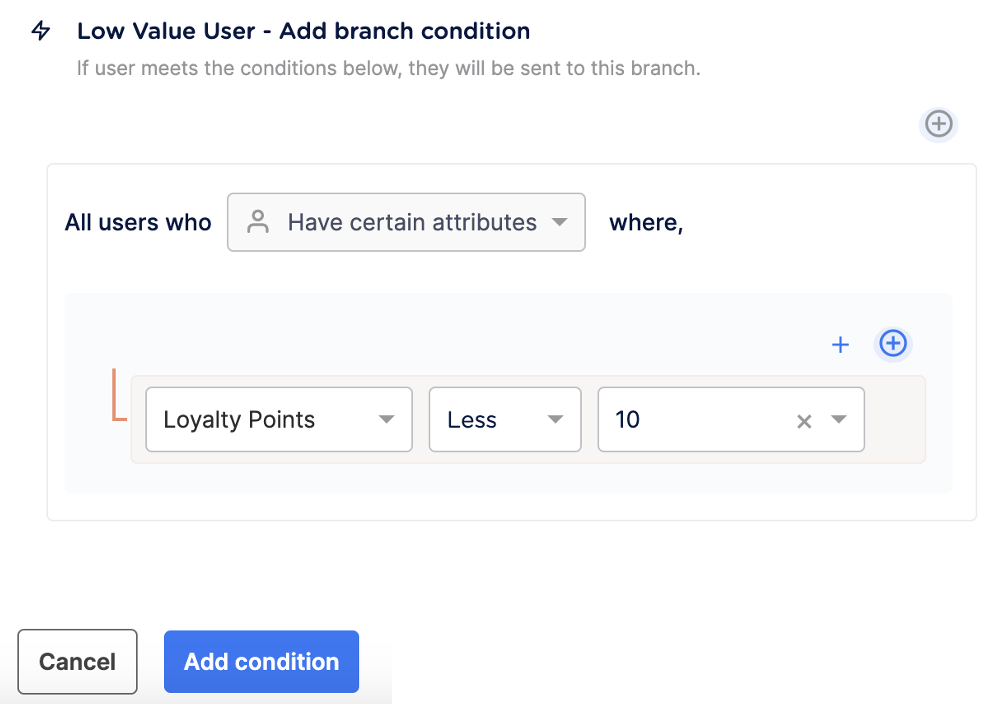 Low Value User - Add branch condition
If user meets the conditions below, they will be sent to this branch.
All users who Have certain attributes where,
Loyalty Points Less 10
Cancel Add condition